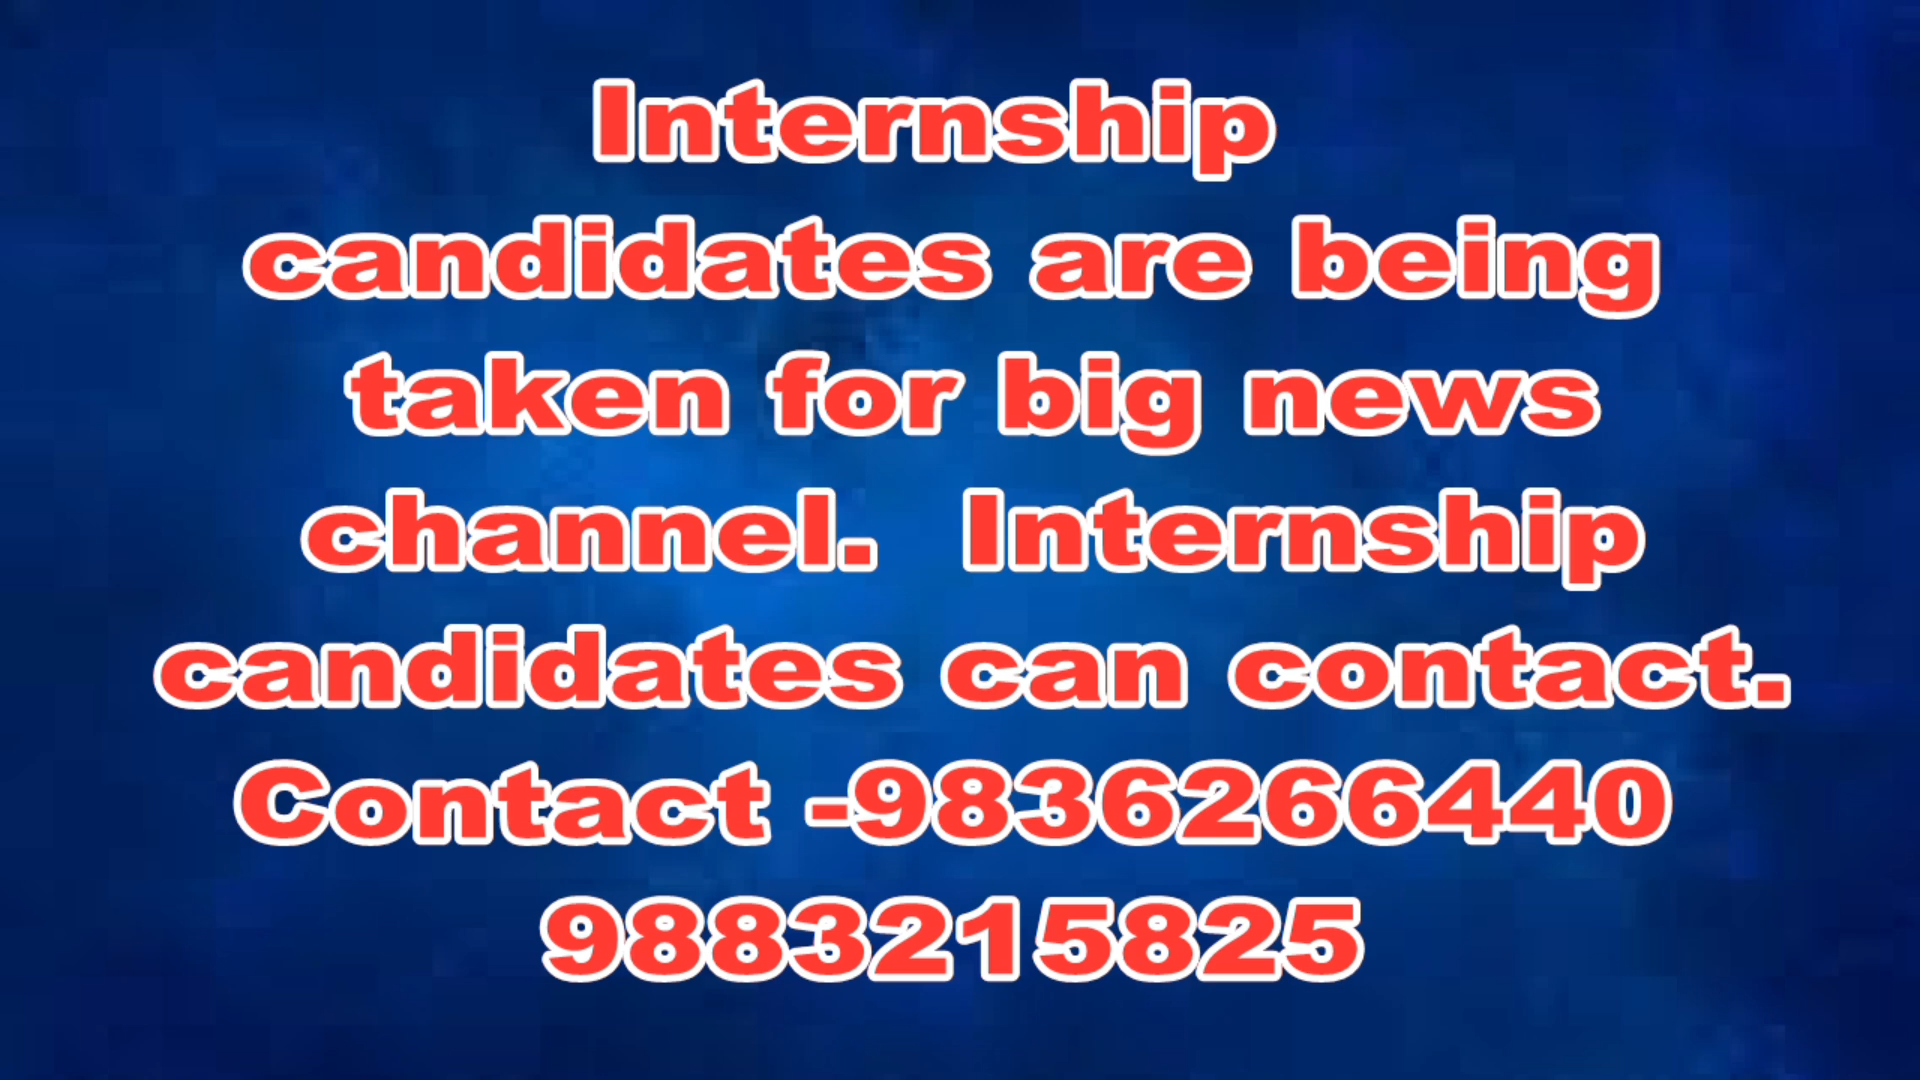 Internship
candidates are being
taken for big news
channel.  Internship
candidates can contact.
Contact -9836266440
9883215825